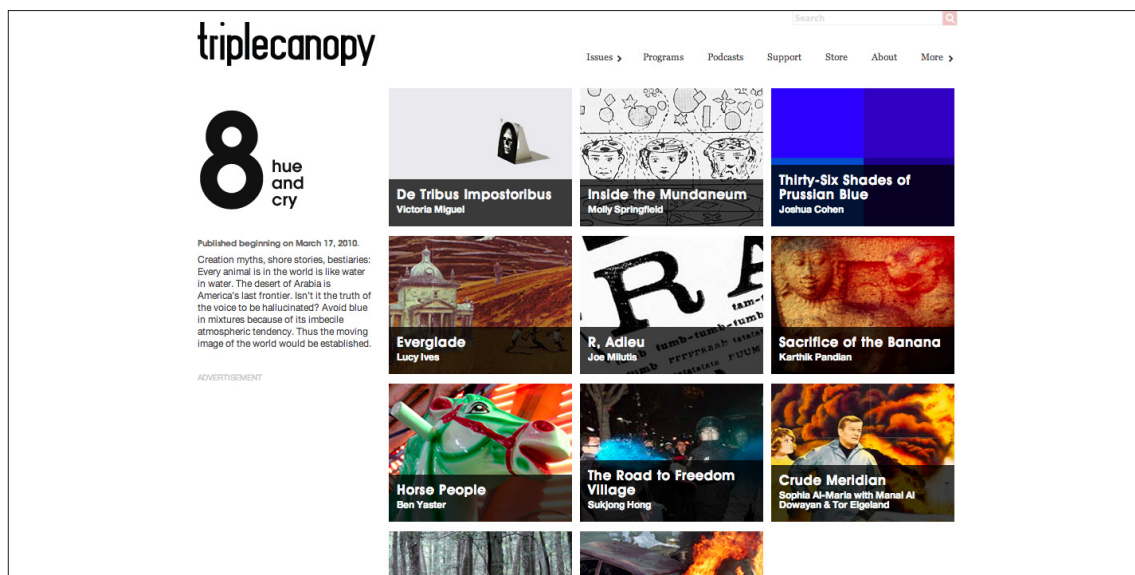 Search
triplecanopy
Issues
Programs
Podcasts
Support
Store
About
More
8
hue
and
cry
Published beginning on March 17, 2010.
Creation myths, shore stories, bestiaries:
Every animal is in the world is like water
in water. The desert of Arabia is
America's last frontier. Isn't it the truth of
the voice to be hallucinated? Avoid blue
in mixtures because of its imbecile
atmospheric tendency. Thus the moving
image of the world would be established.
ADVERTISEMENT
De Tribus Impostoribus
Victoria Miguel
Inside the Mundaneum
Molly Springfield
Thirty-Six Shades of
Prussian Blue
Joshua Cohen
Everglade
Lucy Ives
R A
tam-t
tumb-tumb-tumb
R, Adieu
Joe Milutis
Sacrifice of the Banana
Karthik Pandian
Horse People
Ben Yaster
The Road to Freedom
Village
Sukjong Hong
Crude Meridian
Sophia Al-Maria with Manal Al
Dowayan & Tor Eigeland